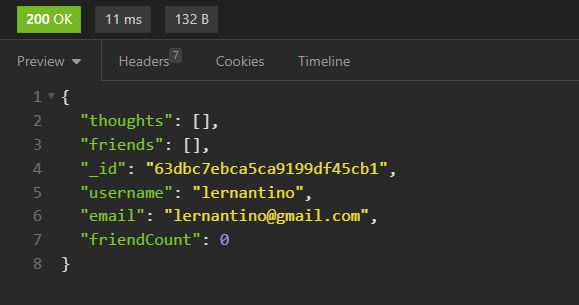 200 OK 11 ms 132 B
Preview Headers 7 Cookies Timeline
1 {
2 "thoughts": [],
3 "friends": [],
4 "_id": "63dbc7ebca5ca9199df45cb1",
5 "username": "lernantino",
6 "email": "lernantino@gmail.com",
7 "friendCount": 0
8 }